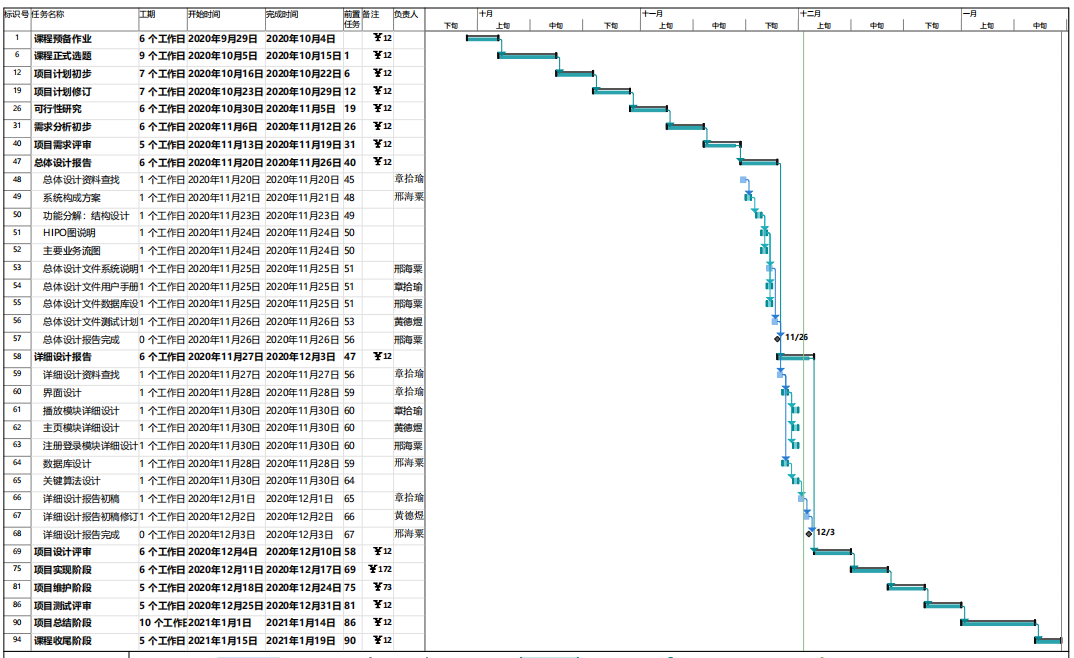 标识号 任务名称 工期 开始时间 完成时间 前置任务 备注 负责人
十月 十一月 十二月 一月
下旬 上旬 中旬 下旬 上旬 中旬 下旬 上旬 中旬 下旬 上旬 中旬
1 课程预备作业 6 个工作日 2020年9月29日 2020年10月4日 ¥12
6 课程正式选题 9 个工作日 2020年10月5日 2020年10月15日 1 ¥12
12 项目计划初步 7 个工作日 2020年10月16日 2020年10月22日 6 ¥12
19 项目计划修订 7 个工作日 2020年10月23日 2020年10月29日 12 ¥12
26 可行性研究 6 个工作日 2020年10月30日 2020年11月5日 19 ¥12
31 需求分析初步 6 个工作日 2020年11月6日 2020年11月12日 26 ¥12
40 项目需求评审 5 个工作日 2020年11月13日 2020年11月19日 31 ¥12
47 总体设计报告 6 个工作日 2020年11月20日 2020年11月26日 40 ¥12
48 总体设计资料查找 1 个工作日 2020年11月20日 2020年11月20日 45 章拾瑜
49 系统构成方案 1 个工作日 2020年11月21日 2020年11月21日 48 邢海粟
50 功能分解：结构设计 1 个工作日 2020年11月23日 2020年11月23日 49
51 HIPO图说明 1 个工作日 2020年11月24日 2020年11月24日 50
52 主要业务流图 1 个工作日 2020年11月24日 2020年11月24日 50
53 总体设计文件系统说明 1 个工作日 2020年11月25日 2020年11月25日 51 邢海粟
54 总体设计文件用户手册 1 个工作日 2020年11月25日 2020年11月25日 51 章拾瑜
55 总体设计文件数据库设 1 个工作日 2020年11月25日 2020年11月25日 51 邢海粟
56 总体设计文件测试计划 1 个工作日 2020年11月26日 2020年11月26日 53 黄德煜
57 总体设计报告完成 0 个工作日 2020年11月26日 2020年11月26日 56 邢海粟 11/26
58 详细设计报告 6 个工作日 2020年11月27日 2020年12月3日 47 ¥12
59 详细设计资料查找 1 个工作日 2020年11月27日 2020年11月27日 56 章拾瑜
60 界面设计 1 个工作日 2020年11月28日 2020年11月28日 59 章拾瑜
61 播放模块详细设计 1 个工作日 2020年11月30日 2020年11月30日 60 章拾瑜
62 主页模块详细设计 1 个工作日 2020年11月30日 2020年11月30日 60 黄德煜
63 注册登录模块详细设计 1 个工作日 2020年11月30日 2020年11月30日 60 邢海粟
64 数据库设计 1 个工作日 2020年11月28日 2020年11月28日 59 邢海粟
65 关键算法设计 1 个工作日 2020年11月30日 2020年11月30日 64
66 详细设计报告初稿 1 个工作日 2020年12月1日 2020年12月1日 65 章拾瑜
67 详细设计报告初稿修订 1 个工作日 2020年12月2日 2020年12月2日 66 黄德煜
68 详细设计报告完成 0 个工作日 2020年12月3日 2020年12月3日 67 邢海粟 12/3
69 项目设计评审 6 个工作日 2020年12月4日 2020年12月10日 58 ¥12
75 项目实现阶段 6 个工作日 2020年12月11日 2020年12月17日 69 ¥172
81 项目维护阶段 5 个工作日 2020年12月18日 2020年12月24日 75 ¥73
86 项目测试评审 5 个工作日 2020年12月25日 2020年12月31日 81 ¥12
90 项目总结阶段 10 个工作E 2021年1月1日 2021年1月14日 86 ¥12
94 课程收尾阶段 5 个工作日 2021年1月15日 2021年1月19日 90 ¥12